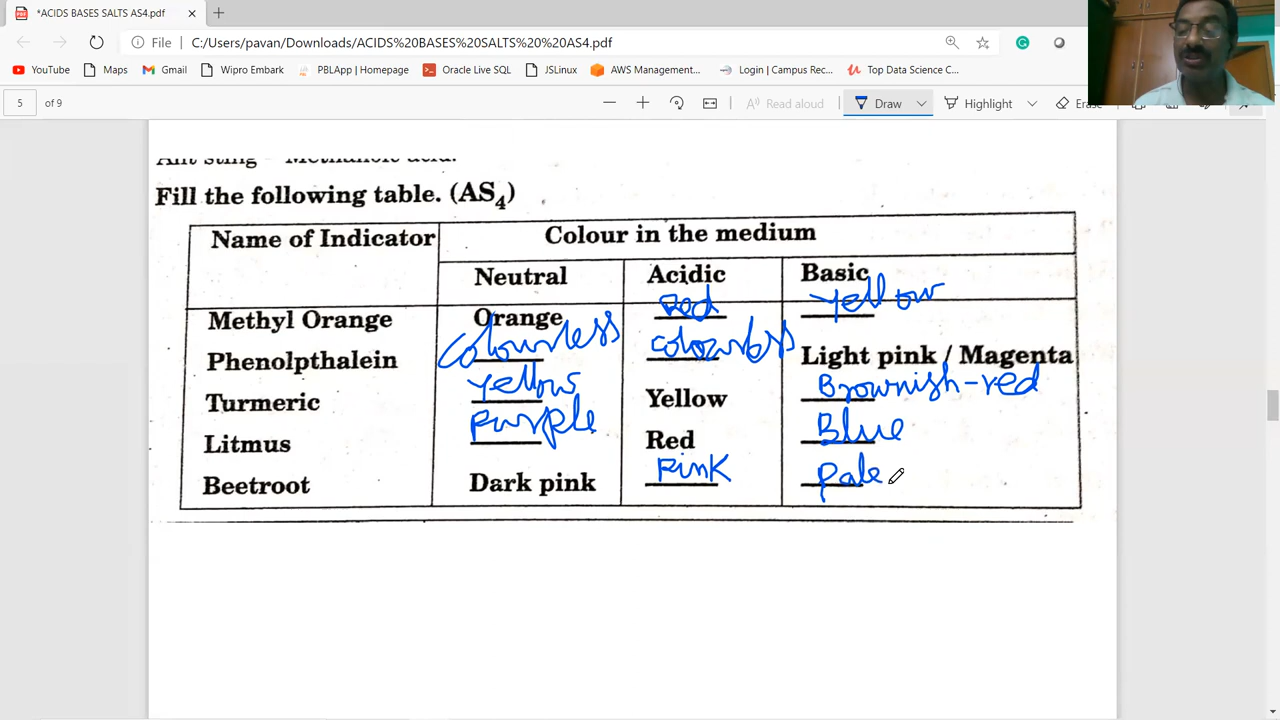 *ACIDS BASES SALTS AS4.pdf
File C:/Users/pavan/Downloads/ACIDS%20BASES%20SALTS%20%20AS4.pdf
YouTube Maps Gmail Wipro Embark PBLApp | Homepage Oracle Live SQL JSLinux AWS Management... Login | Campus Rec... Top Data Science C...
5 of 9 Read aloud Draw Highlight Erase
Fill the following table. (AS4)
Name of Indicator Colour in the medium
Neutral Acidic Basic
Methyl Orange Orange Red Yellow
Phenolpthalein Colourless Colourless Light pink / Magenta
Turmeric Yellow Yellow Brownish-red
Litmus Purple Red Blue
Beetroot Dark pink Pink Pale